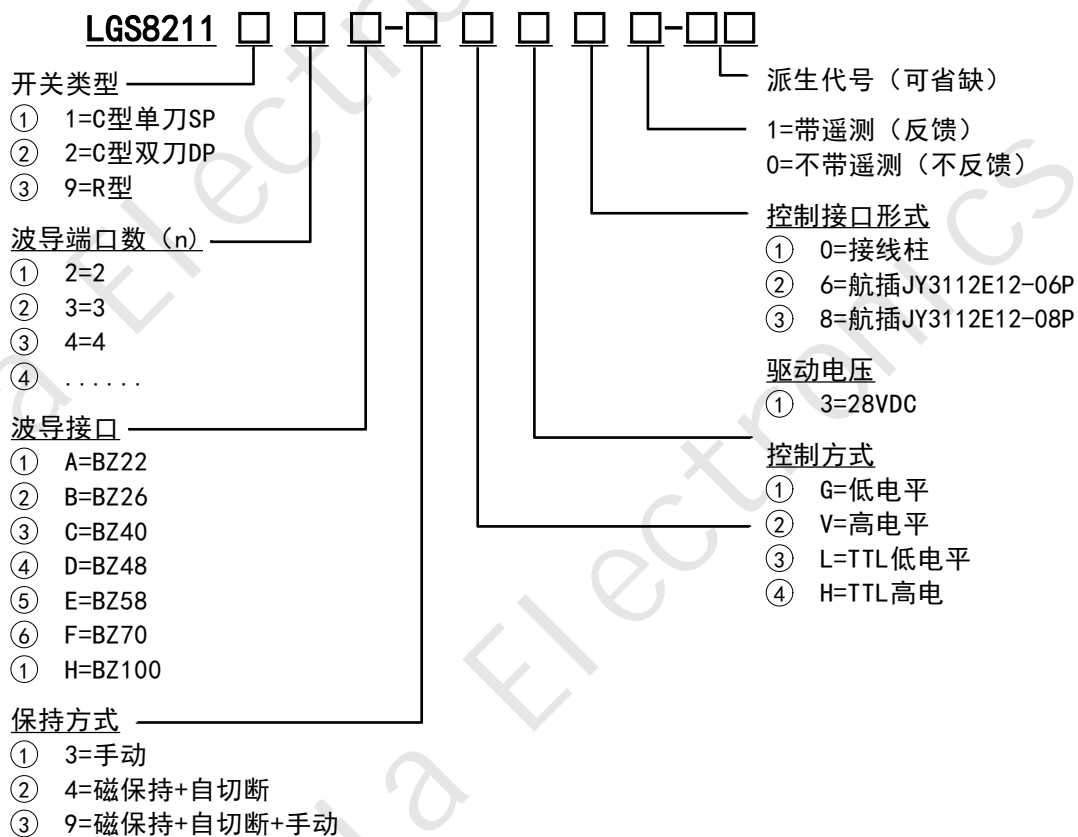 LGS8211 □ □ □-□ □ □ □ □-□□
开关类型
① 1=C型单刀SP
② 2=C型双刀DP
③ 9=R型
波导端口数（n）
① 2=2
② 3=3
③ 4=4
④ ......
波导接口
① A=BZ22
② B=BZ26
③ C=BZ40
④ D=BZ48
⑤ E=BZ58
⑥ F=BZ70
① H=BZ100
保持方式
① 3=手动
② 4=磁保持+自切断
③ 9=磁保持+自切断+手动
派生代号（可省缺）
1=带遥测（反馈）
0=不带遥测（不反馈）
控制接口形式
① 0=接线柱
② 6=航插JY3112E12-06P
③ 8=航插JY3112E12-08P
驱动电压
① 3=28VDC
控制方式
① G=低电平
② V=高电平
③ L=TTL低电平
④ H=TTL高电
a Electronics
la Electronics